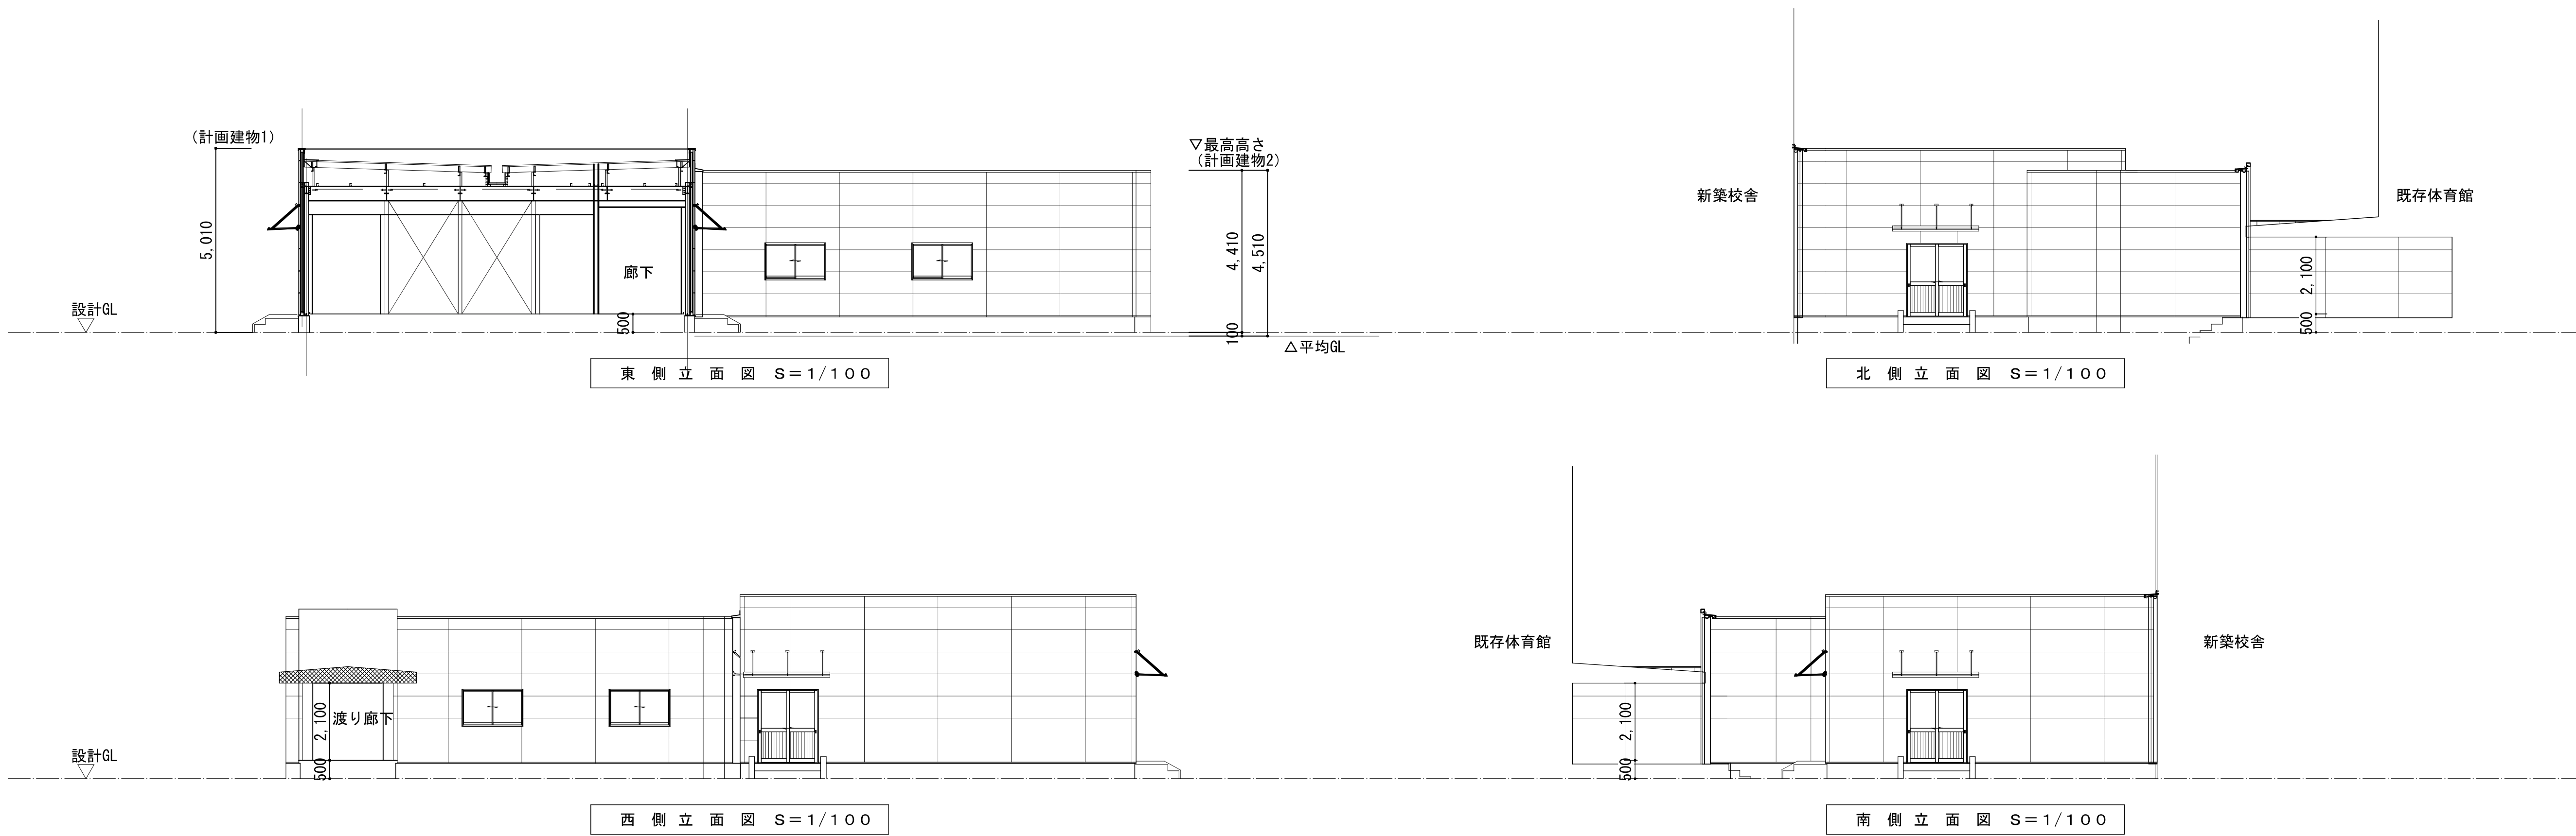 （計画建物1）
▽最高高さ
（計画建物2）
5,010
4,410
4,510
廊下
500
100
設計GL
△平均GL
東 側 立 面 図 S＝1/100
新築校舎
既存体育館
2,100
500
北 側 立 面 図 S＝1/100
渡り廊下
2,100
500
設計GL
西 側 立 面 図 S＝1/100
既存体育館
新築校舎
2,100
500
南 側 立 面 図 S＝1/100